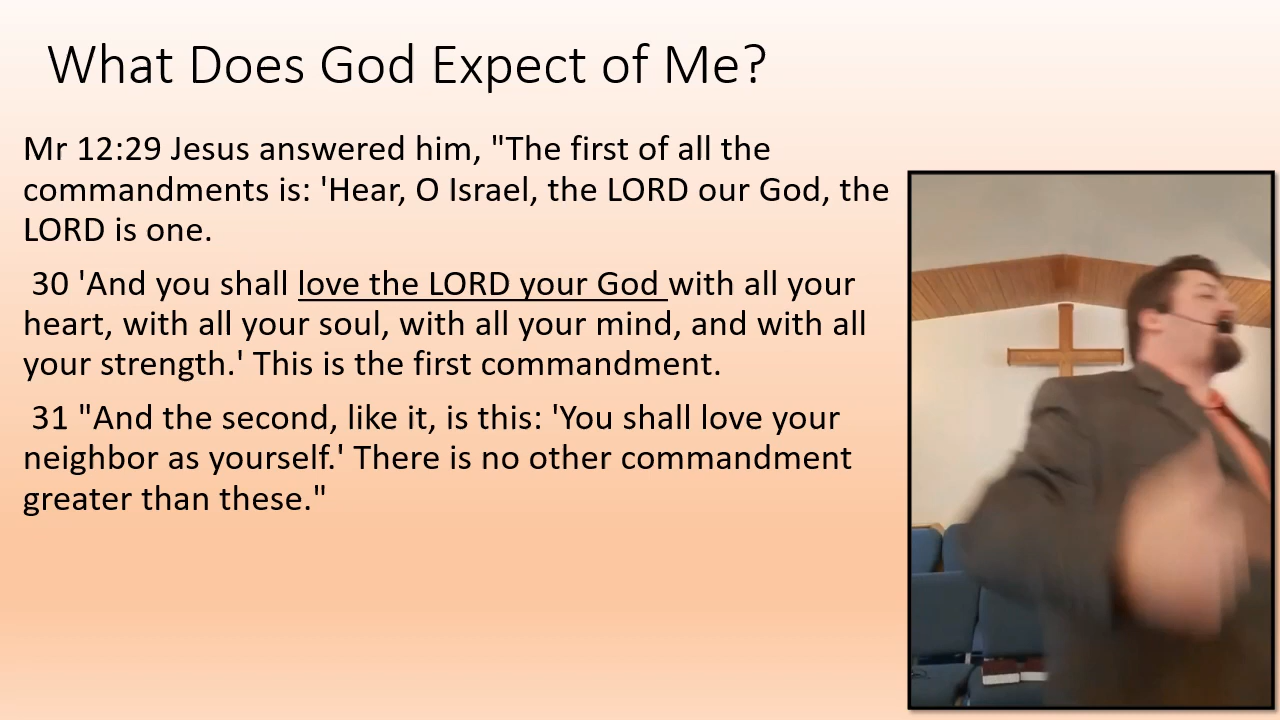 What Does God Expect of Me?
Mr 12:29 Jesus answered him, "The first of all the
commandments is: 'Hear, O Israel, the LORD our God, the
LORD is one.
30 'And you shall love the LORD your God with all your
heart, with all your soul, with all your mind, and with all
your strength.' This is the first commandment.
31 "And the second, like it, is this: 'You shall love your
neighbor as yourself.' There is no other commandment
greater than these."